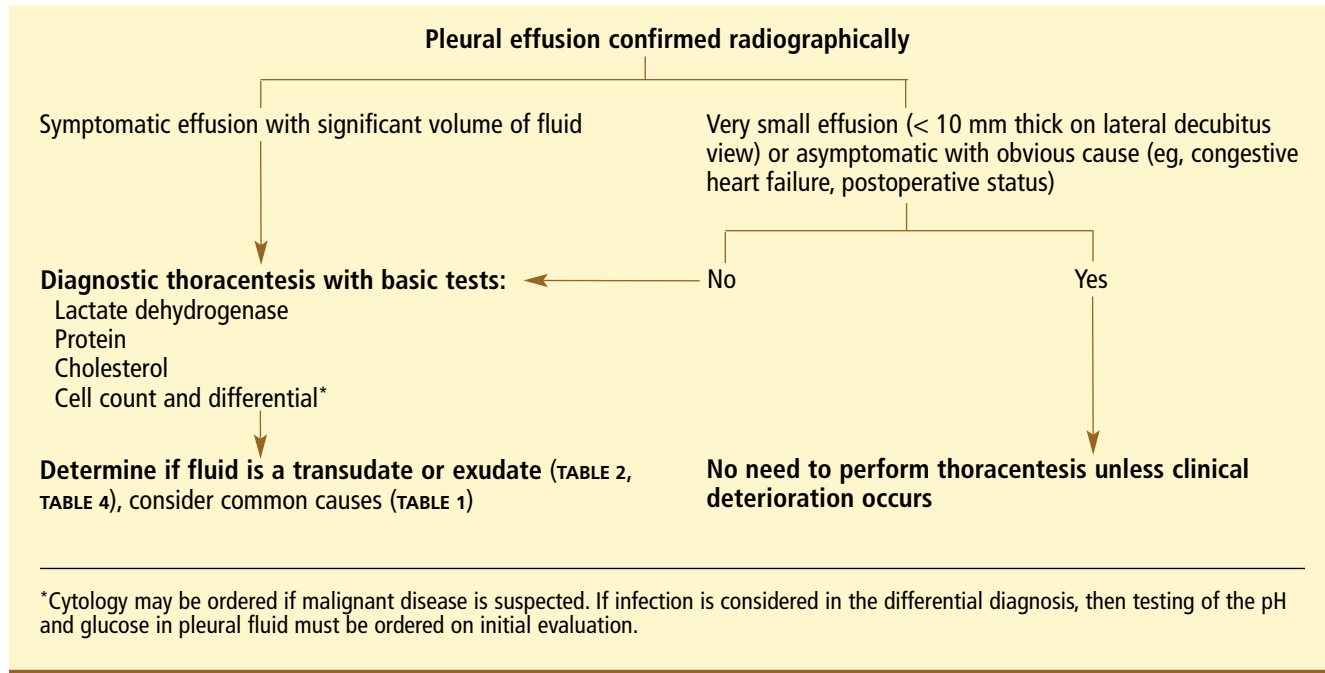 Pleural effusion confirmed radiographically
Symptomatic effusion with significant volume of fluid
Very small effusion (< 10 mm thick on lateral decubitus
view) or asymptomatic with obvious cause (eg, congestive
heart failure, postoperative status)
No
Yes
Diagnostic thoracentesis with basic tests:
Lactate dehydrogenase
Protein
Cholesterol
Cell count and differential*
Determine if fluid is a transudate or exudate (TABLE 2,
TABLE 4), consider common causes (TABLE 1)
No need to perform thoracentesis unless clinical
deterioration occurs
*Cytology may be ordered if malignant disease is suspected. If infection is considered in the differential diagnosis, then testing of the pH
and glucose in pleural fluid must be ordered on initial evaluation.